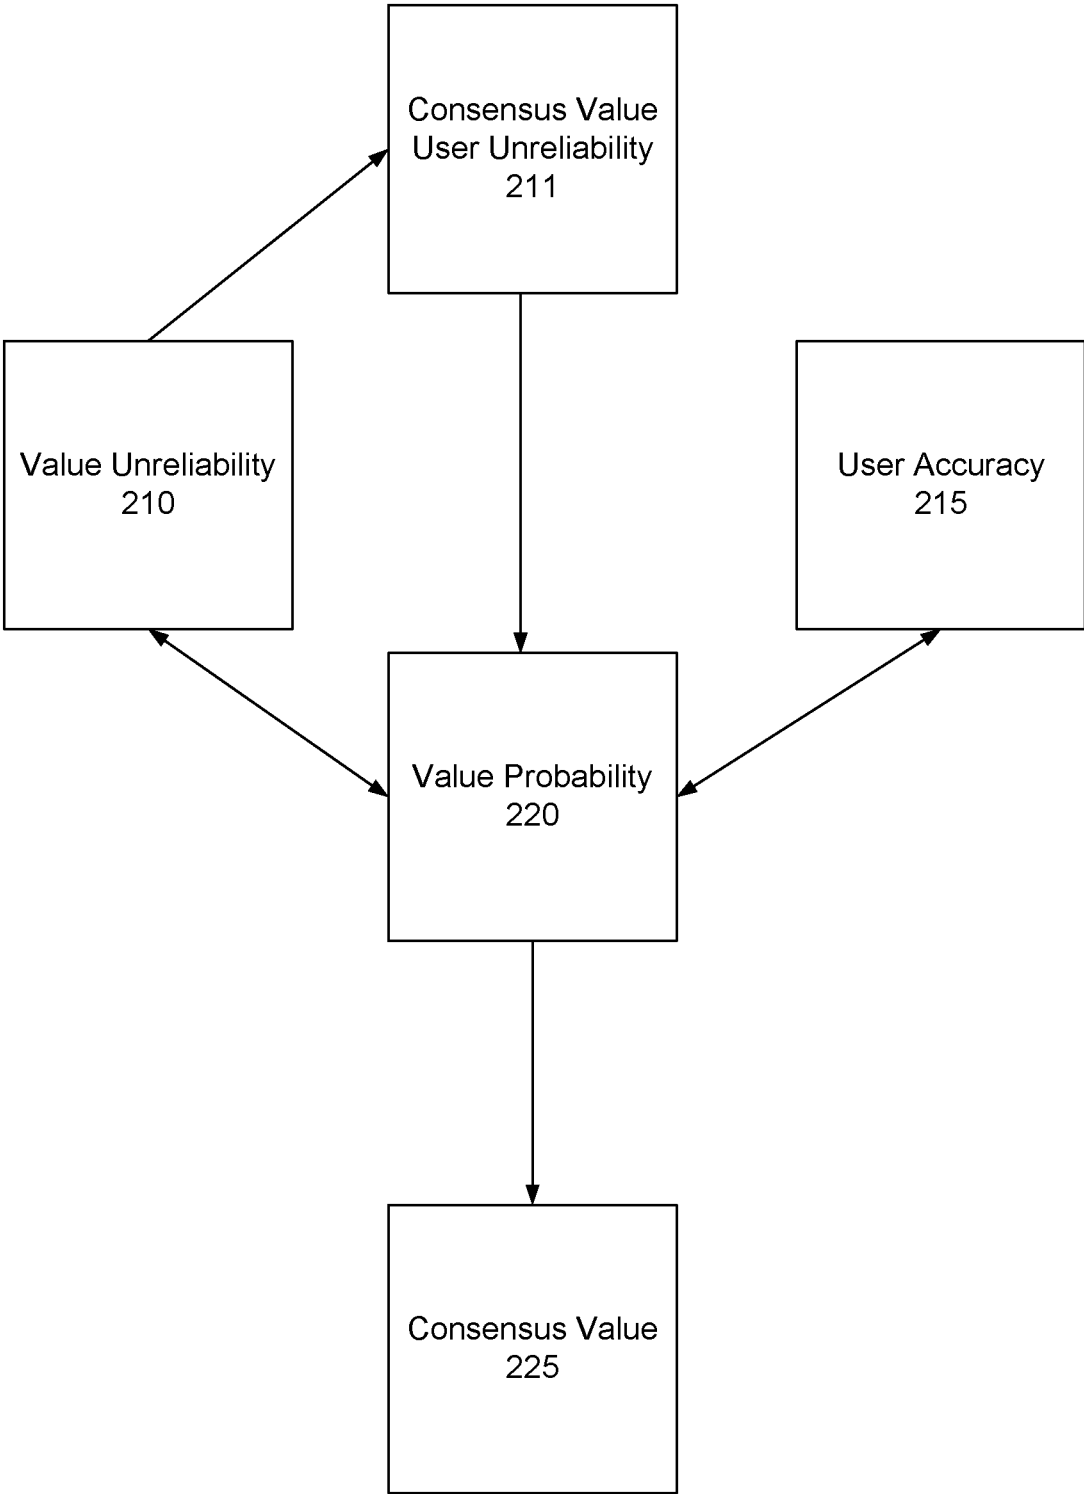 Consensus Value
User Unreliability
211
Value Unreliability
210
User Accuracy
215
Value Probability
220
Consensus Value
225